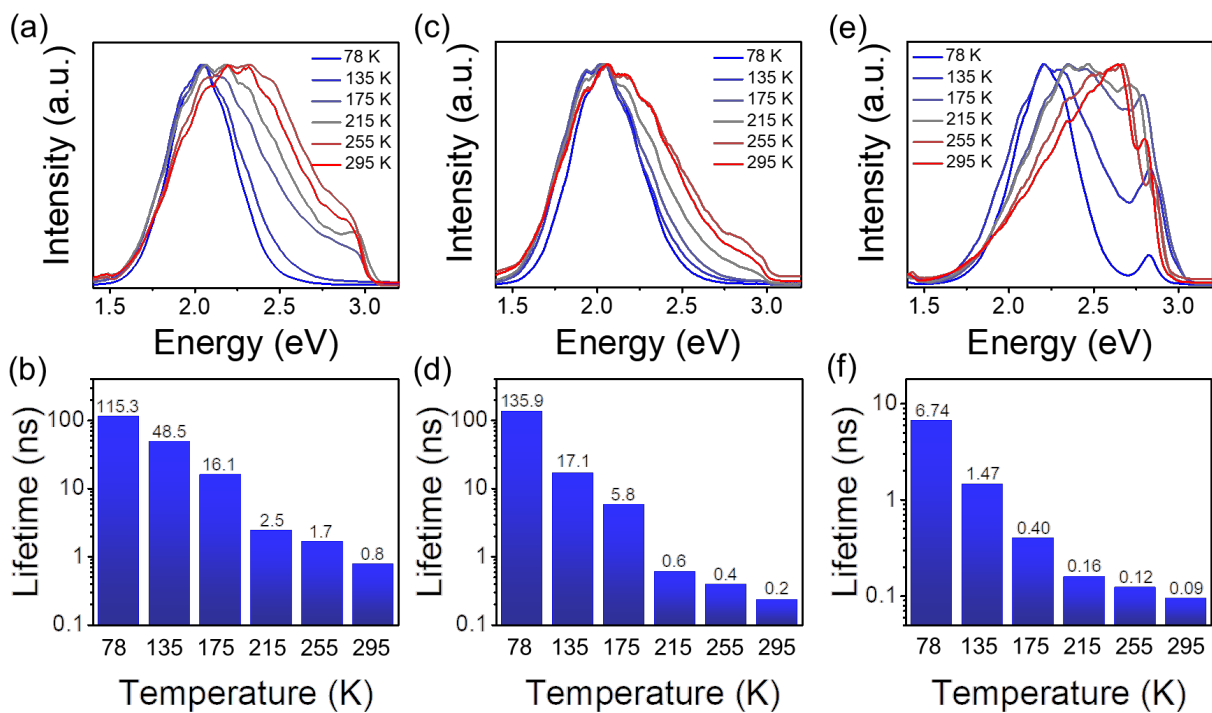 (a)
Intensity (a.u.)
78 K
135 K
175 K
215 K
255 K
295 K
1.5 2.0 2.5 3.0
Energy (eV)
(c)
Intensity (a.u.)
78 K
135 K
175 K
215 K
255 K
295 K
1.5 2.0 2.5 3.0
Energy (eV)
(e)
Intensity (a.u.)
78 K
135 K
175 K
215 K
255 K
295 K
1.5 2.0 2.5 3.0
Energy (eV)
(b)
Lifetime (ns)
100
10
1
0.1
115.3
48.5
16.1
2.5
1.7
0.8
78 135 175 215 255 295
Temperature (K)
(d)
Lifetime (ns)
100
10
1
0.1
135.9
17.1
5.8
0.6
0.4
0.2
78 135 175 215 255 295
Temperature (K)
(f)
Lifetime (ns)
10
1
0.1
6.74
1.47
0.40
0.16
0.12
0.09
78 135 175 215 255 295
Temperature (K)